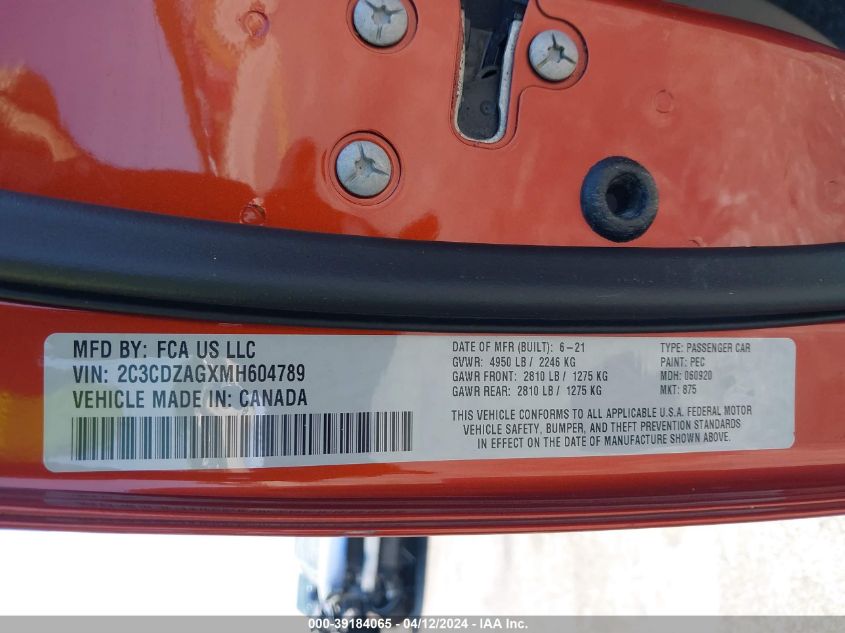 MFD BY: FCA US LLC
VIN: 2C3CDZAGXMH604789
VEHICLE MADE IN: CANADA
DATE OF MFR (BUILT): 6-21
GVWR: 4950 LB / 2246 KG
GAWR FRONT: 2810 LB / 1275 KG
GAWR REAR: 2810 LB / 1275 KG
TYPE: PASSENGER CAR
PAINT: PEC
MDH: 060920
MKT: 875
THIS VEHICLE CONFORMS TO ALL APPLICABLE U.S.A. FEDERAL MOTOR
VEHICLE SAFETY, BUMPER, AND THEFT PREVENTION STANDARDS
IN EFFECT ON THE DATE OF MANUFACTURE SHOWN ABOVE.
000-39184065 - 04/12/2024 - IAA Inc.